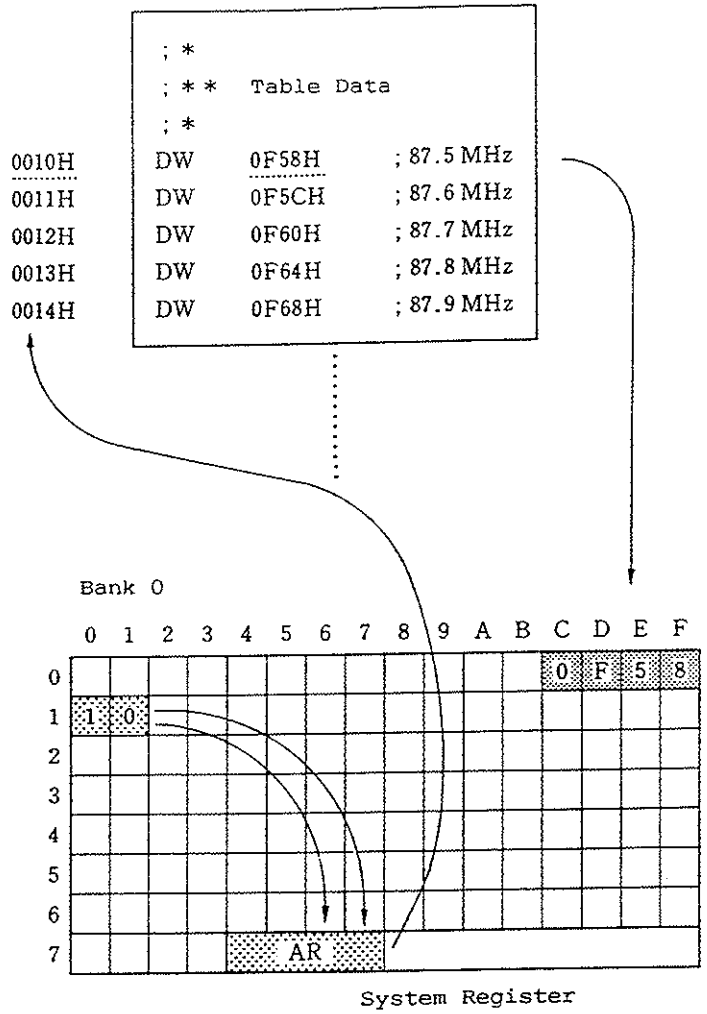 ; *
; * * Table Data
; *
0010H DW 0F58H ; 87.5 MHz
0011H DW 0F5CH ; 87.6 MHz
0012H DW 0F60H ; 87.7 MHz
0013H DW 0F64H ; 87.8 MHz
0014H DW 0F68H ; 87.9 MHz
Bank 0
0 1 2 3 4 5 6 7 8 9 A B C D E F
0 0 F 5 8
1 1 0
2
3
4
5
6
7 AR
System Register